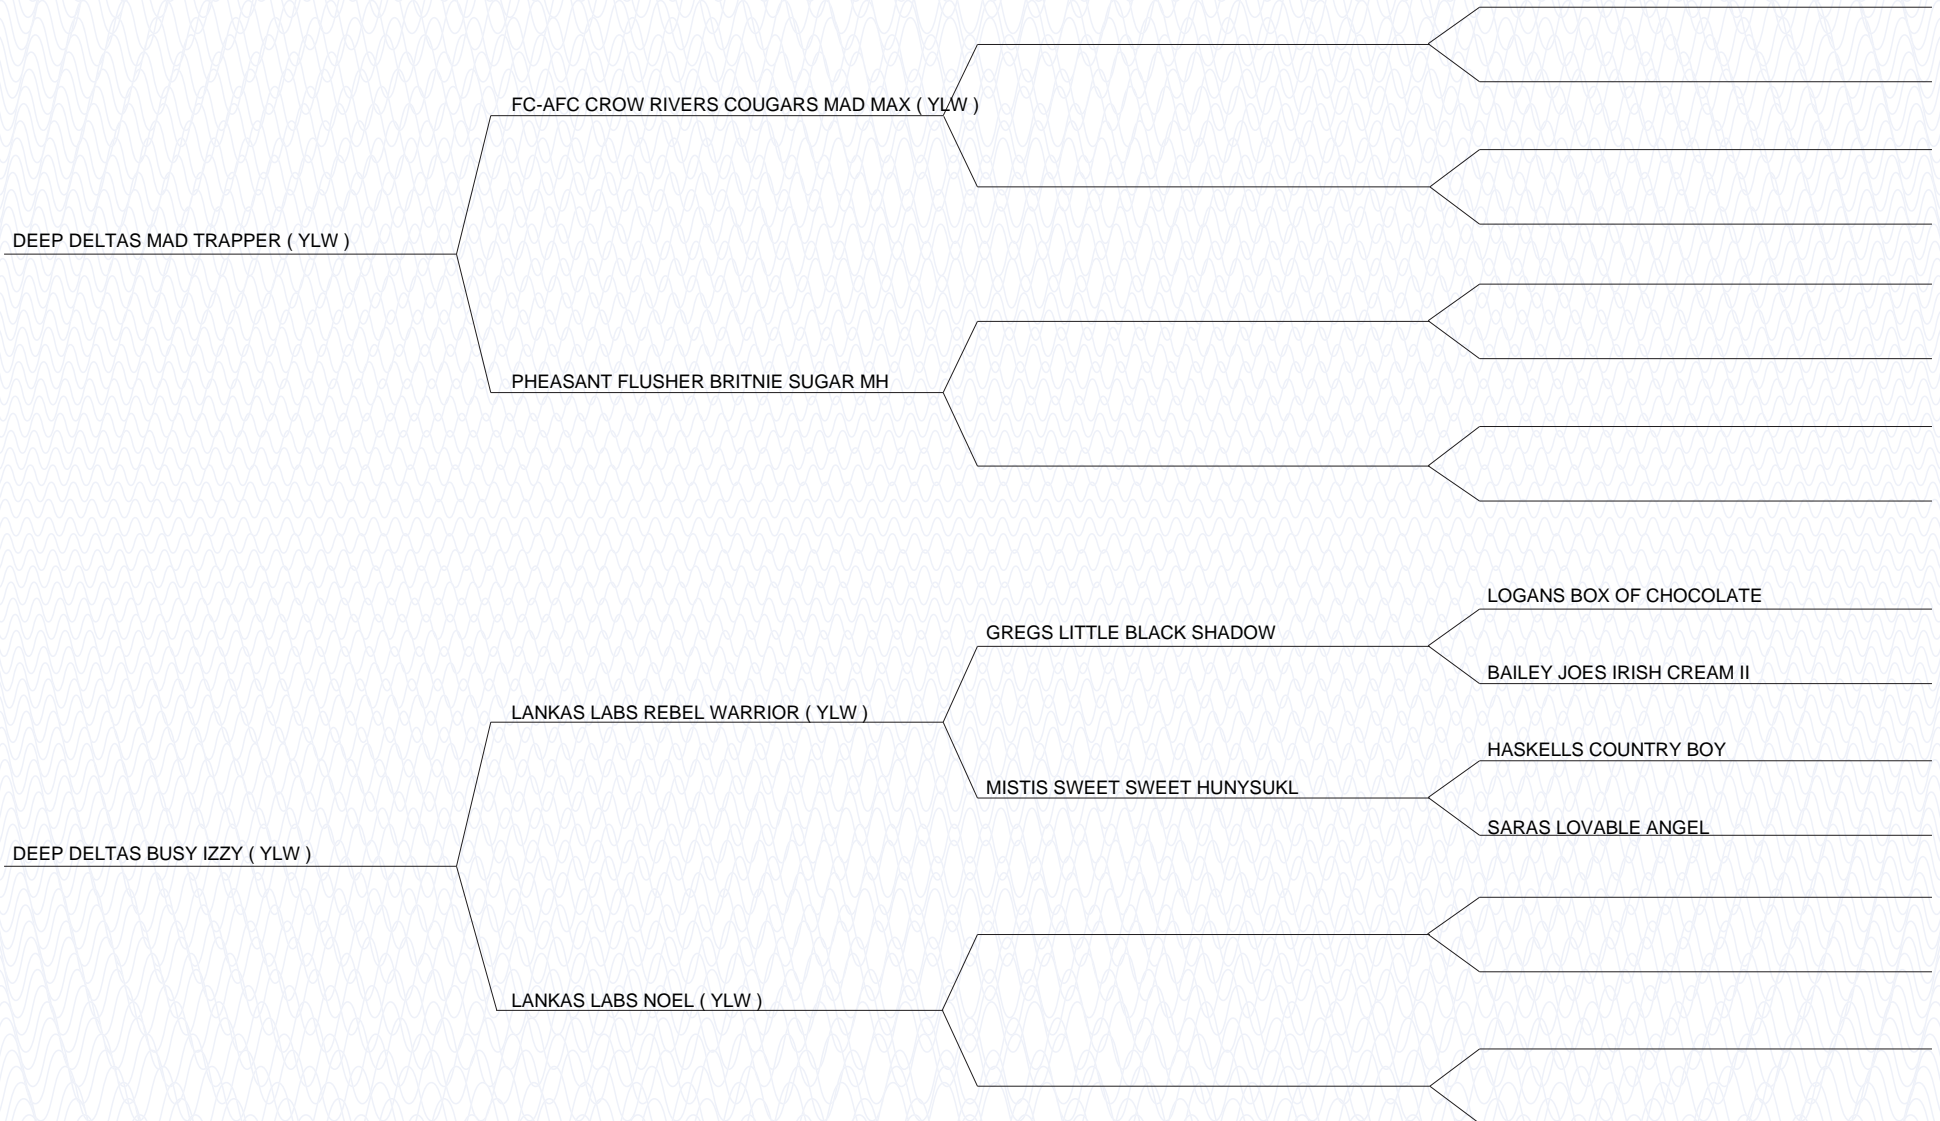 FC-AFC CROW RIVERS COUGARS MAD MAX ( YLW )
DEEP DELTAS MAD TRAPPER ( YLW )
PHEASANT FLUSHER BRITNIE SUGAR MH
LOGANS BOX OF CHOCOLATE
GREGS LITTLE BLACK SHADOW
BAILEY JOES IRISH CREAM II
LANKAS LABS REBEL WARRIOR ( YLW )
HASKELLS COUNTRY BOY
MISTIS SWEET SWEET HUNYSUKL
SARAS LOVABLE ANGEL
DEEP DELTAS BUSY IZZY ( YLW )
LANKAS LABS NOEL ( YLW )